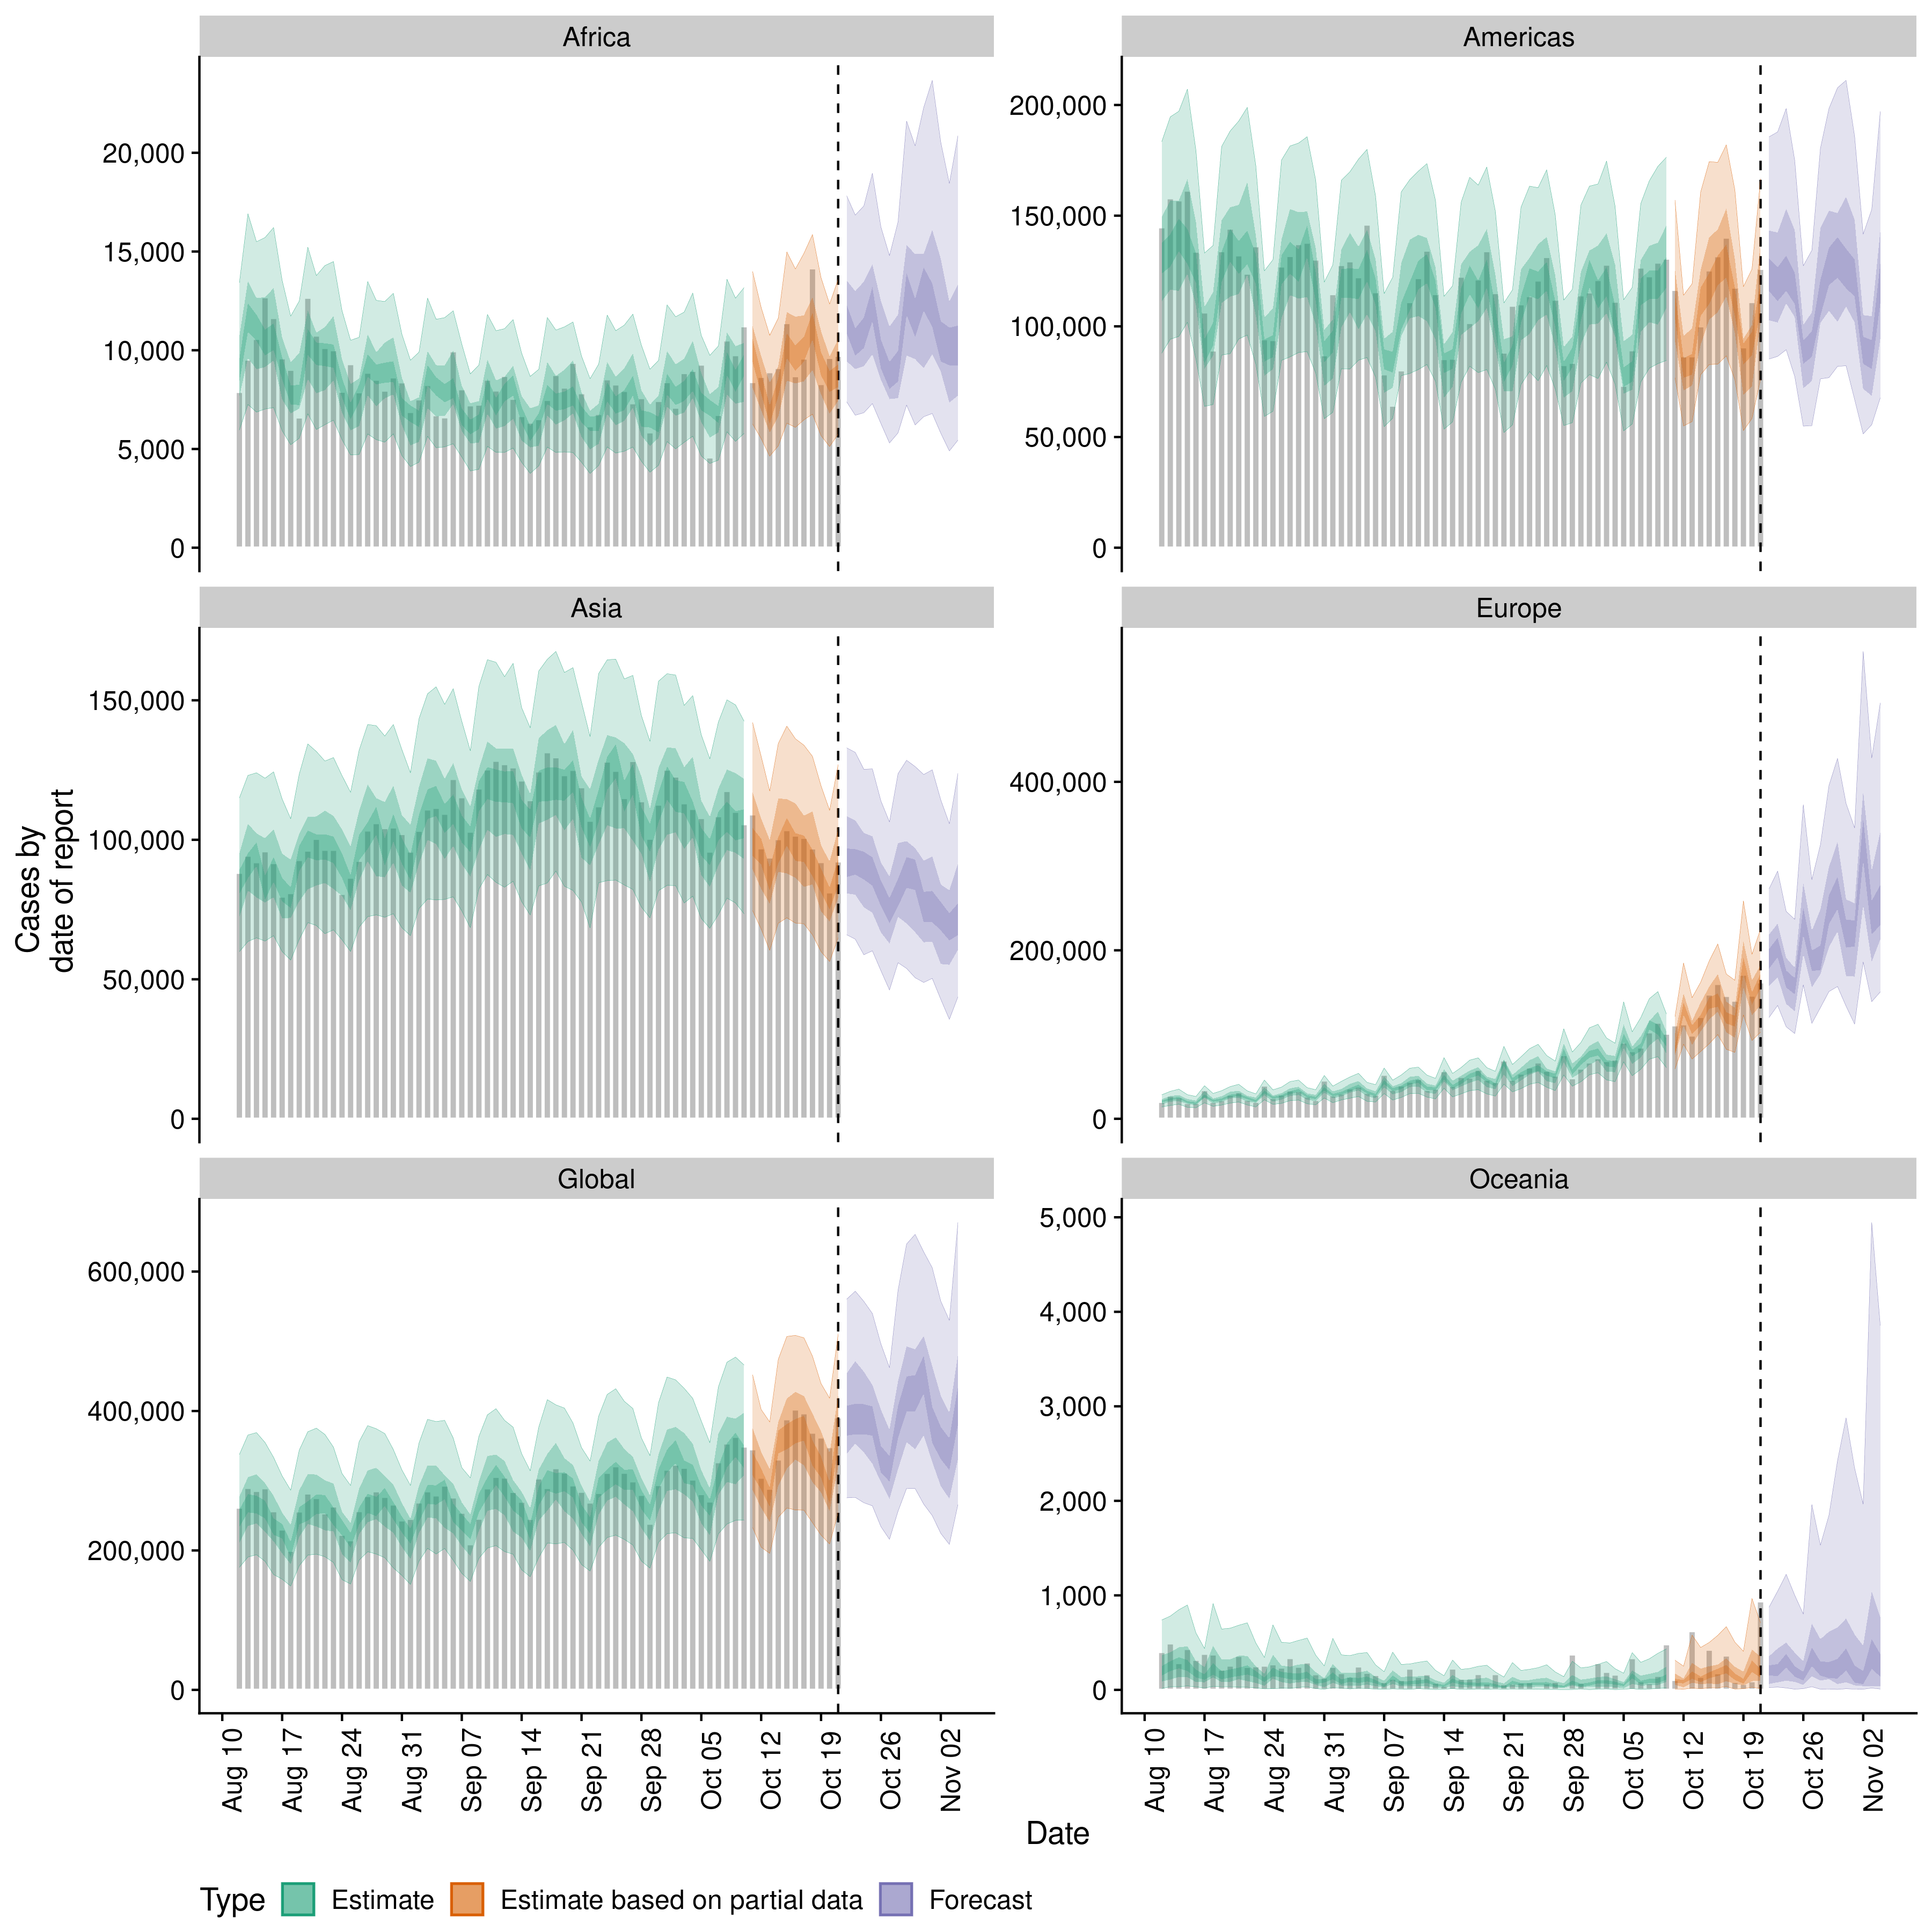 Africa
Americas
20,000
15,000
10,000
5,000
0
200,000
150,000
100,000
50,000
0
Asia
Europe
150,000
100,000
50,000
0
400,000
200,000
0
Cases by
date of report
Global
Oceania
600,000
400,000
200,000
0
5,000
4,000
3,000
2,000
1,000
0
Aug 10
Aug 17
Aug 24
Aug 31
Sep 07
Sep 14
Sep 21
Sep 28
Oct 05
Oct 12
Oct 19
Oct 26
Nov 02
Aug 10
Aug 17
Aug 24
Aug 31
Sep 07
Sep 14
Sep 21
Sep 28
Oct 05
Oct 12
Oct 19
Oct 26
Nov 02
Date
Type Estimate Estimate based on partial data Forecast